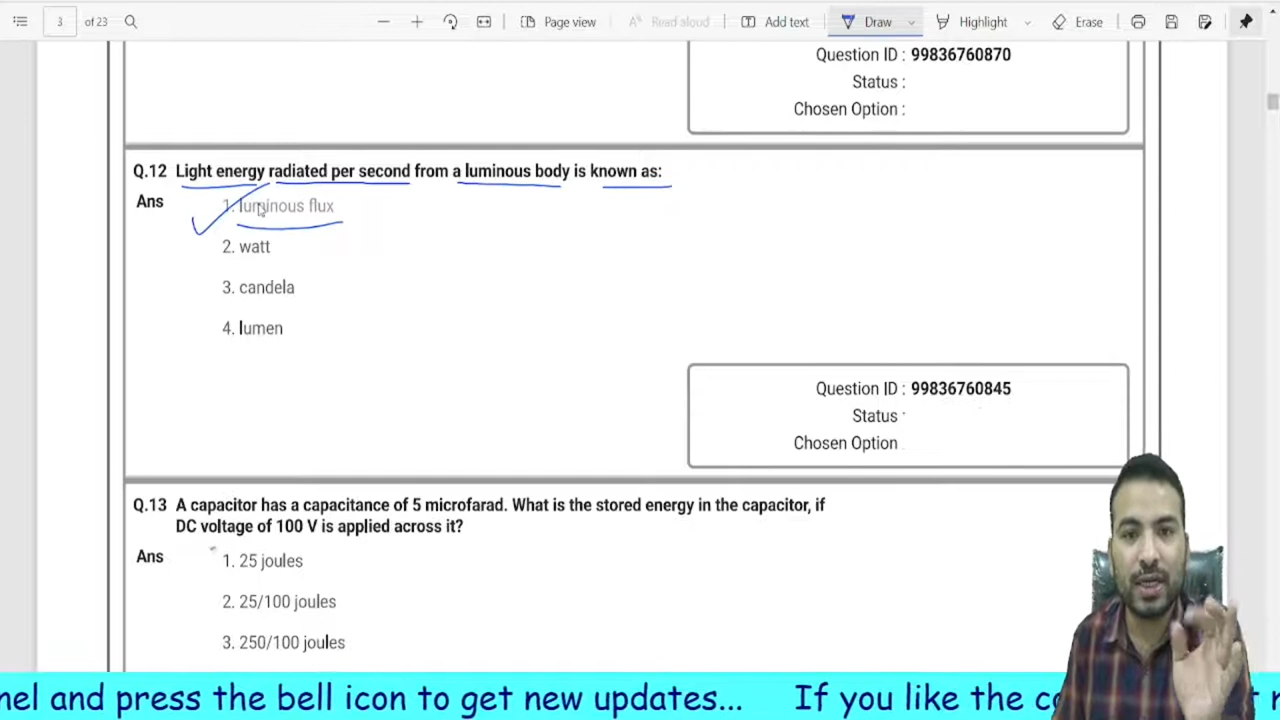 3 of 23 Page view Read aloud Add text Draw Highlight Erase
Question ID : 99836760870
Status :
Chosen Option :
Q.12 Light energy radiated per second from a luminous body is known as:
Ans 1. luminous flux
2. watt
3. candela
4. lumen
Question ID : 99836760845
Status :
Chosen Option
Q.13 A capacitor has a capacitance of 5 microfarad. What is the stored energy in the capacitor, if
DC voltage of 100 V is applied across it?
Ans 1. 25 joules
2. 25/100 joules
3. 250/100 joules
and press the bell icon to get new updates... If you like the